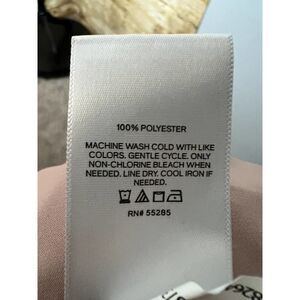 100% POLYESTER
MACHINE WASH COLD WITH LIKE
COLORS. GENTLE CYCLE. ONLY
NON-CHLORINE BLEACH WHEN
NEEDED. LINE DRY. COOL IRON IF
NEEDED.
RN# 55285